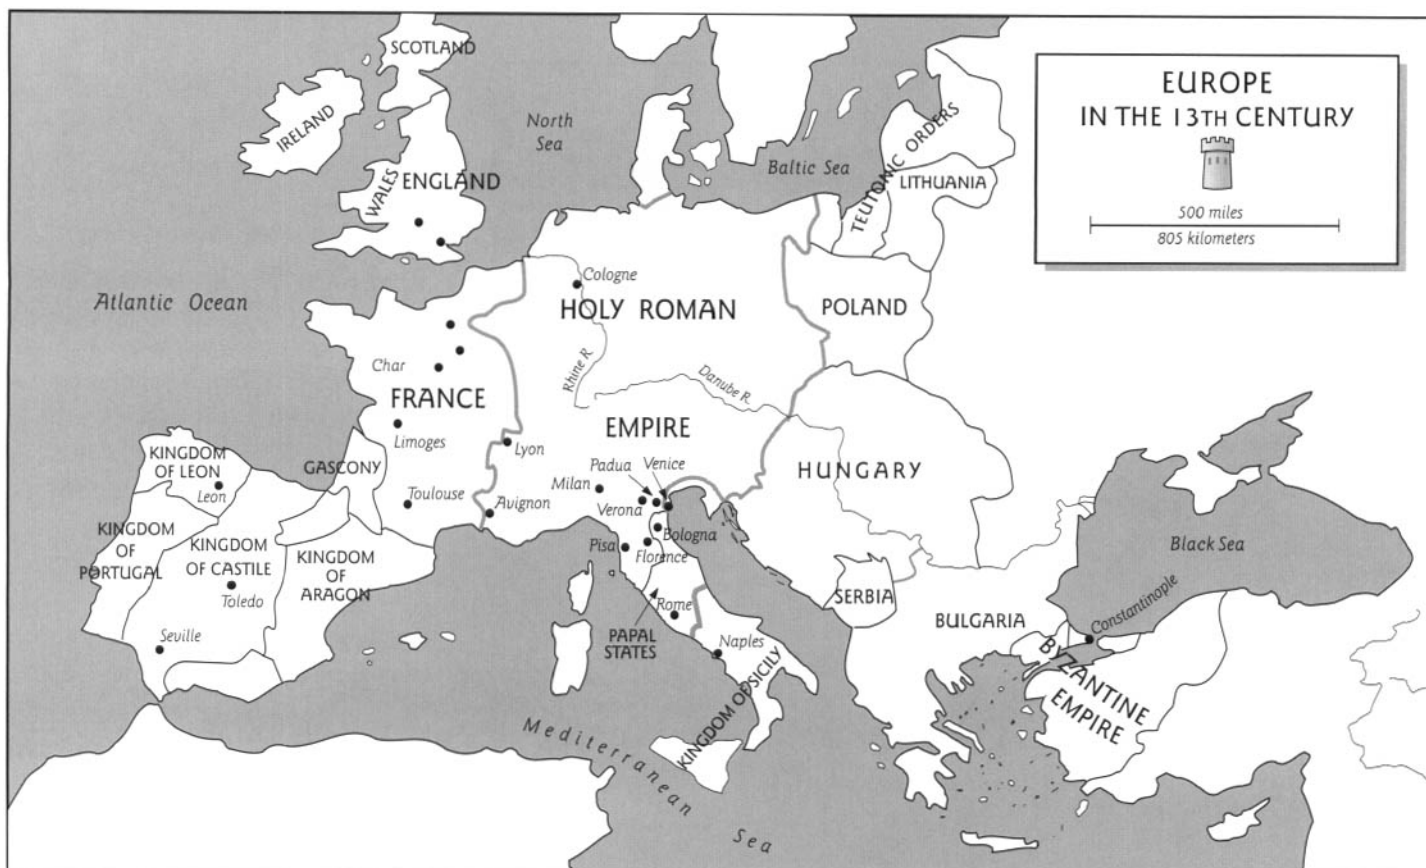 EUROPE
IN THE 13TH CENTURY
500 miles
805 kilometers
SCOTLAND
IRELAND
North
Sea
WALES
ENGLAND
Baltic Sea
TEUTONIC ORDERS
LITHUANIA
Atlantic Ocean
Cologne
HOLY ROMAN
EMPIRE
POLAND
Rhine R.
Danube R.
Char
FRANCE
Limoges
Lyon
KINGDOM
OF LEON
Leon
GASCONY
Toulouse
Avignon
Milan
Padua
Venice
Verona
HUNGARY
Bologna
Pisa
Florence
KINGDOM
OF
PORTUGAL
KINGDOM
OF CASTILE
Toledo
KINGDOM
OF
ARAGON
Seville
Rome
PAPAL
STATES
Naples
KINGDOM OF SICILY
SERBIA
BULGARIA
Black Sea
Constantinople
BYZANTINE
EMPIRE
Mediterranean
Sea